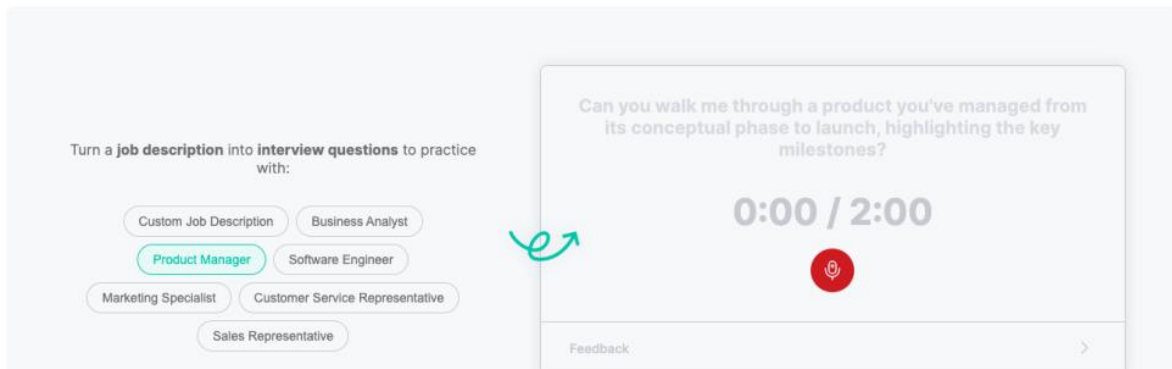 Turn a job description into interview questions to practice
with:
Custom Job Description
Business Analyst
Product Manager
Software Engineer
Marketing Specialist
Customer Service Representative
Sales Representative
Can you walk me through a product you've managed from
its conceptual phase to launch, highlighting the key
milestones?
0:00 / 2:00
Feedback